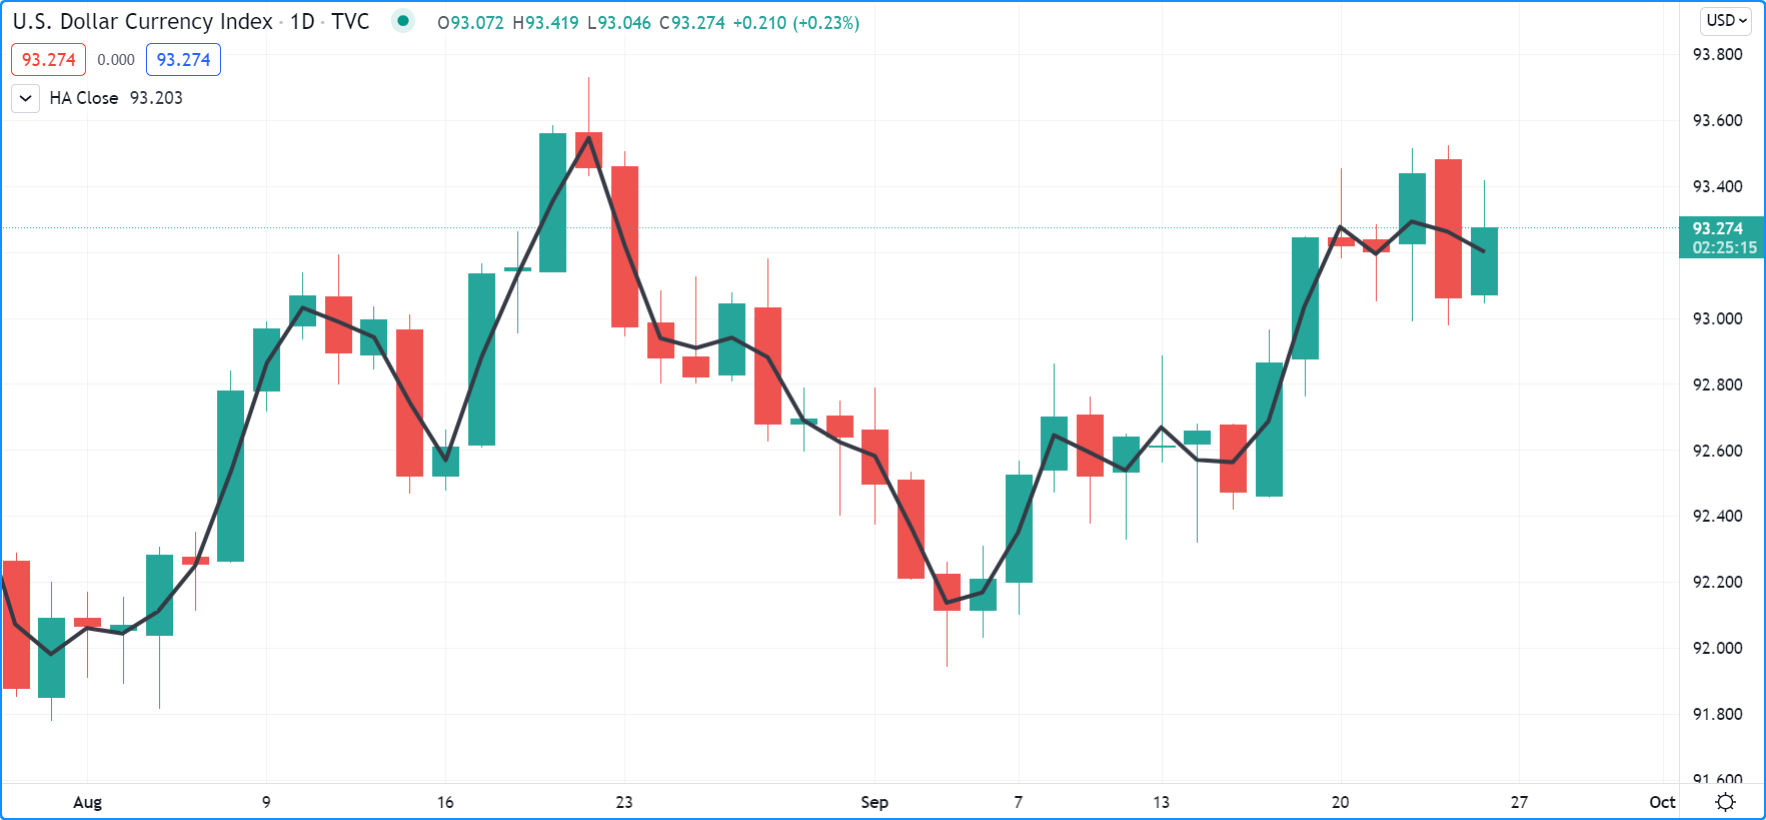 U.S. Dollar Currency Index · 1D · TVC O93.072 H93.419 L93.046 C93.274 +0.210 (+0.23%)
USD
93.274 0.000 93.274
HA Close 93.203
93.800
93.600
93.400
93.274
02:25:15
93.000
92.800
92.600
92.400
92.200
92.000
91.800
91.600
Aug 9 16 23 Sep 7 13 20 27 Oct